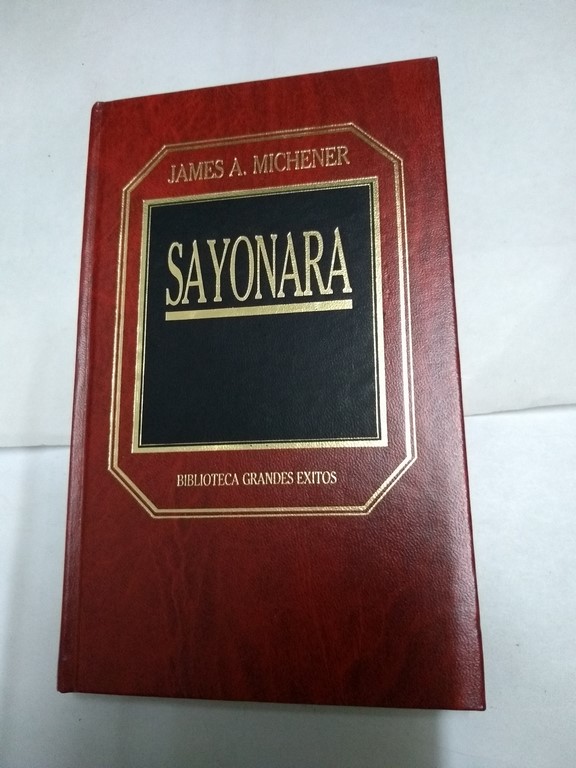 JAMES A. MICHENER
SAYONARA
BIBLIOTECA GRANDES EXITOS